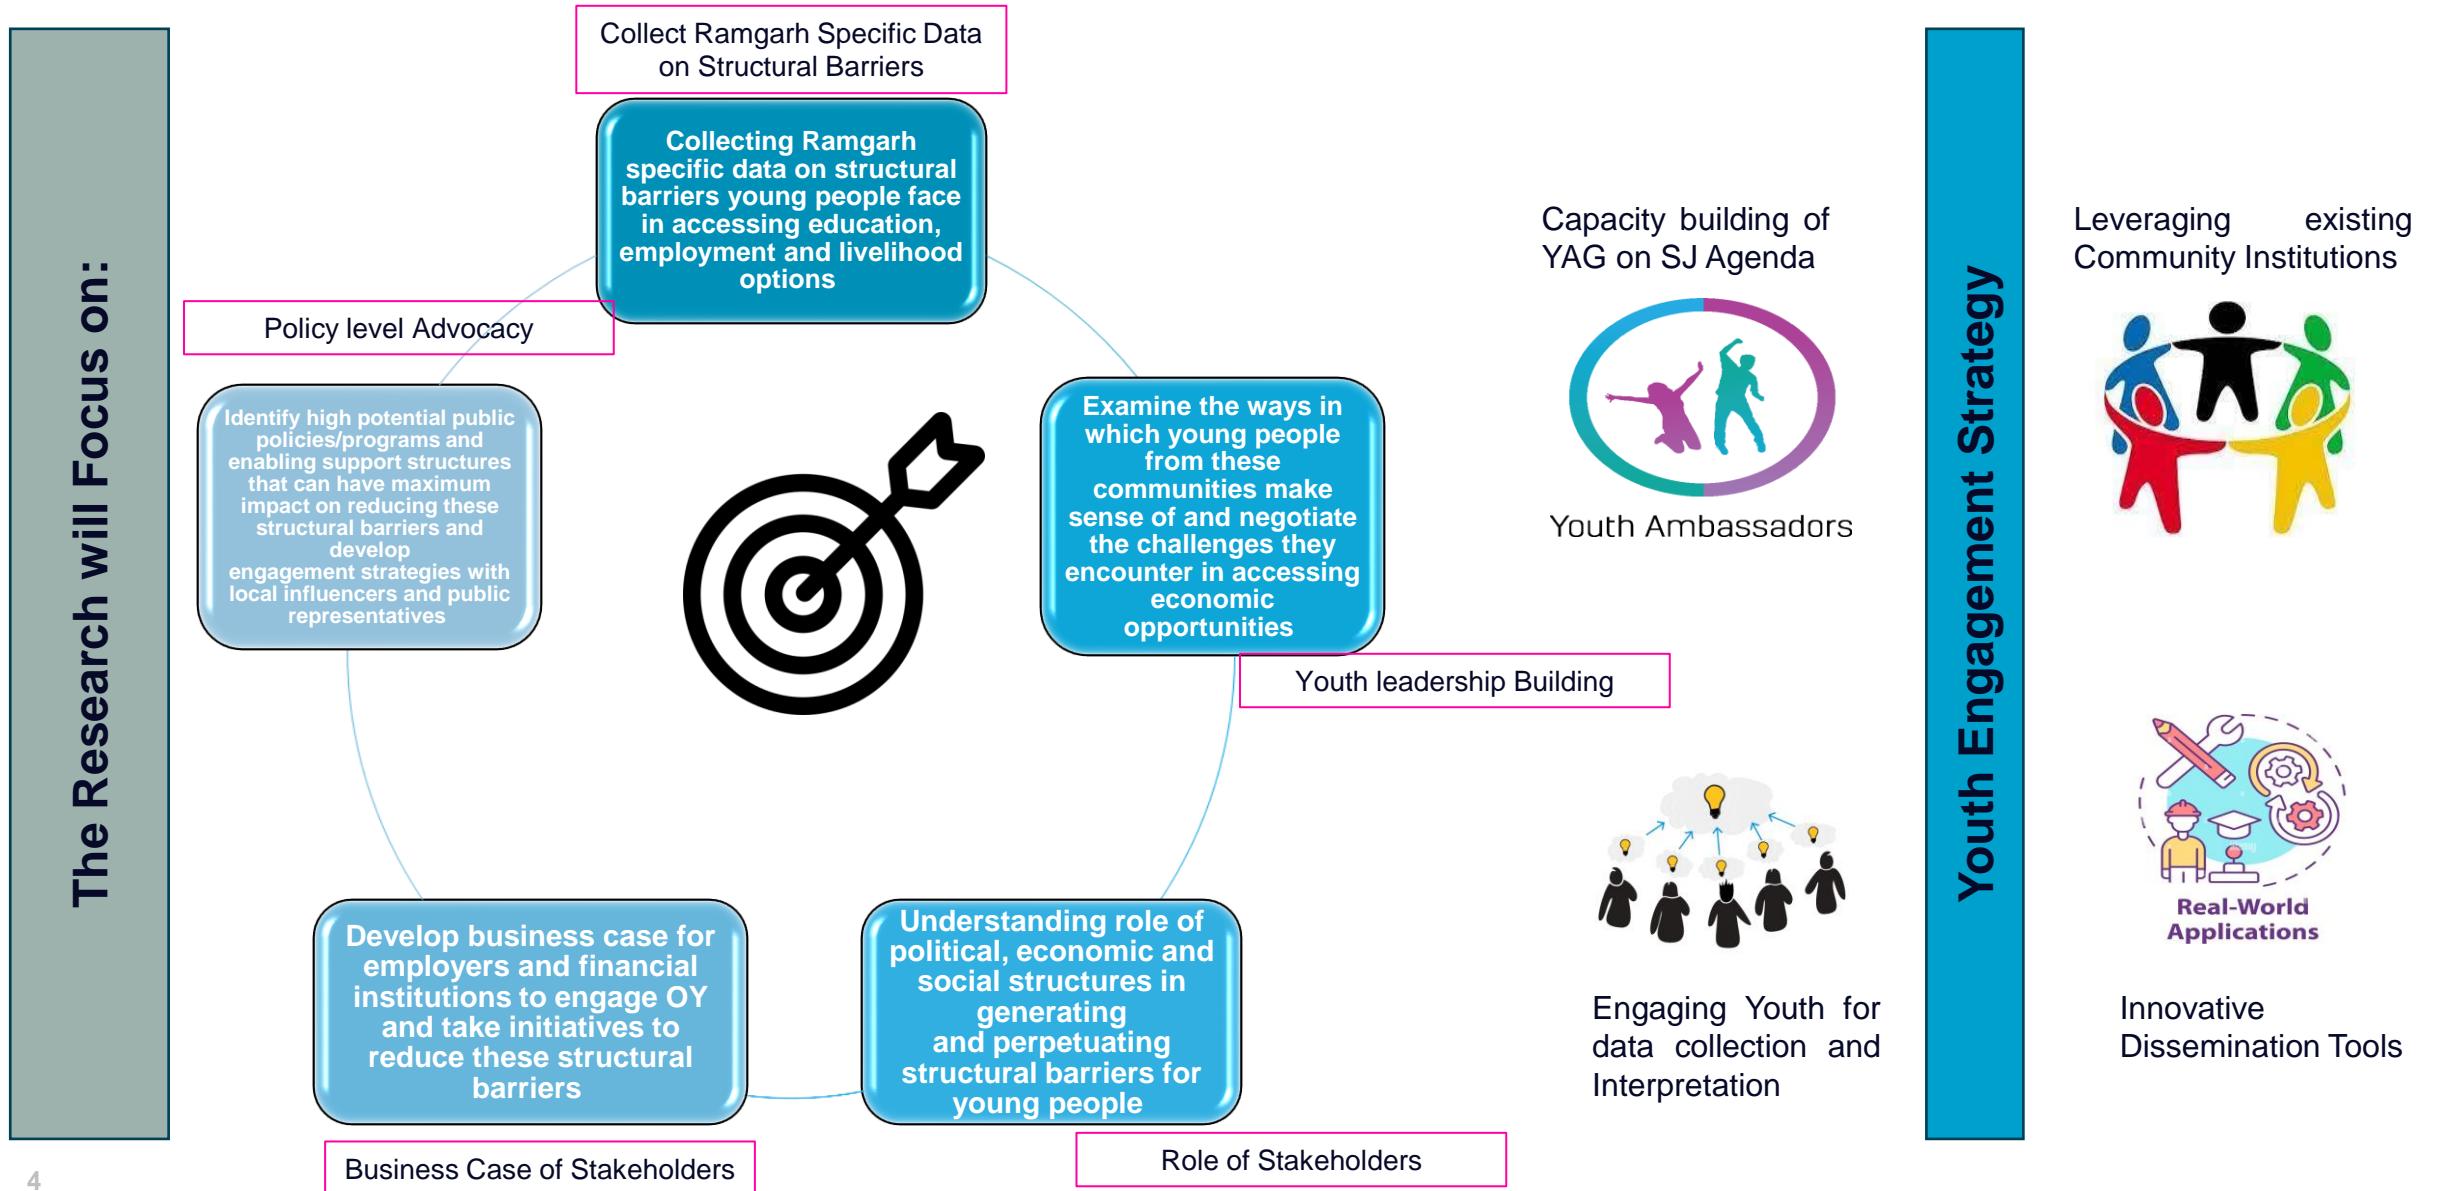 The Research will Focus on:
Collect Ramgarh Specific Data
on Structural Barriers
Collecting Ramgarh
specific data on structural
barriers young people face
in accessing education,
employment and livelihood
options
Policy level Advocacy
Identify high potential public
policies/programs and
enabling support structures
that can have maximum
impact on reducing these
structural barriers and
develop
engagement strategies with
local influencers and public
representatives
Examine the ways in
which young people
from these
communities make
sense of and negotiate
the challenges they
encounter in accessing
economic
opportunities
Youth leadership Building
Develop business case for
employers and financial
institutions to engage OY
and take initiatives to
reduce these structural
barriers
Business Case of Stakeholders
Understanding role of
political, economic and
social structures in
generating
and perpetuating
structural barriers for
young people
Role of Stakeholders
Capacity building of
YAG on SJ Agenda
Youth Ambassadors
Engaging Youth for
data collection and
Interpretation
Youth Engagement Strategy
Leveraging existing
Community Institutions
Real-World
Applications
Innovative
Dissemination Tools
4